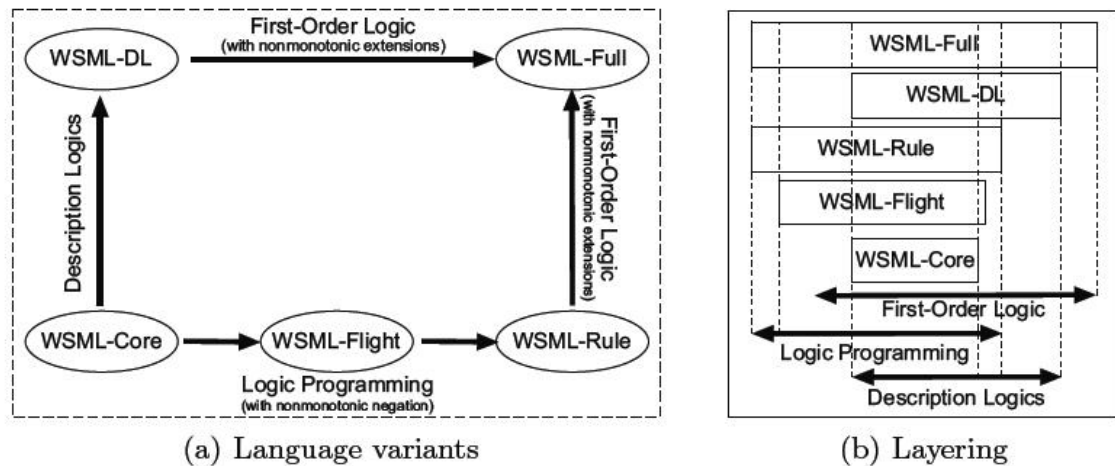 First-Order Logic
(with nonmonotonic extensions)
WSML-DL
WSML-Full
Description Logics
First-Order Logic
(with nonmonotonic extensions)
WSML-Core
WSML-Flight
WSML-Rule
Logic Programming
(with nonmonotonic negation)
(a) Language variants
WSML-Full
WSML-DL
WSML-Rule
WSML-Flight
WSML-Core
First-Order Logic
Logic Programming
Description Logics
(b) Layering